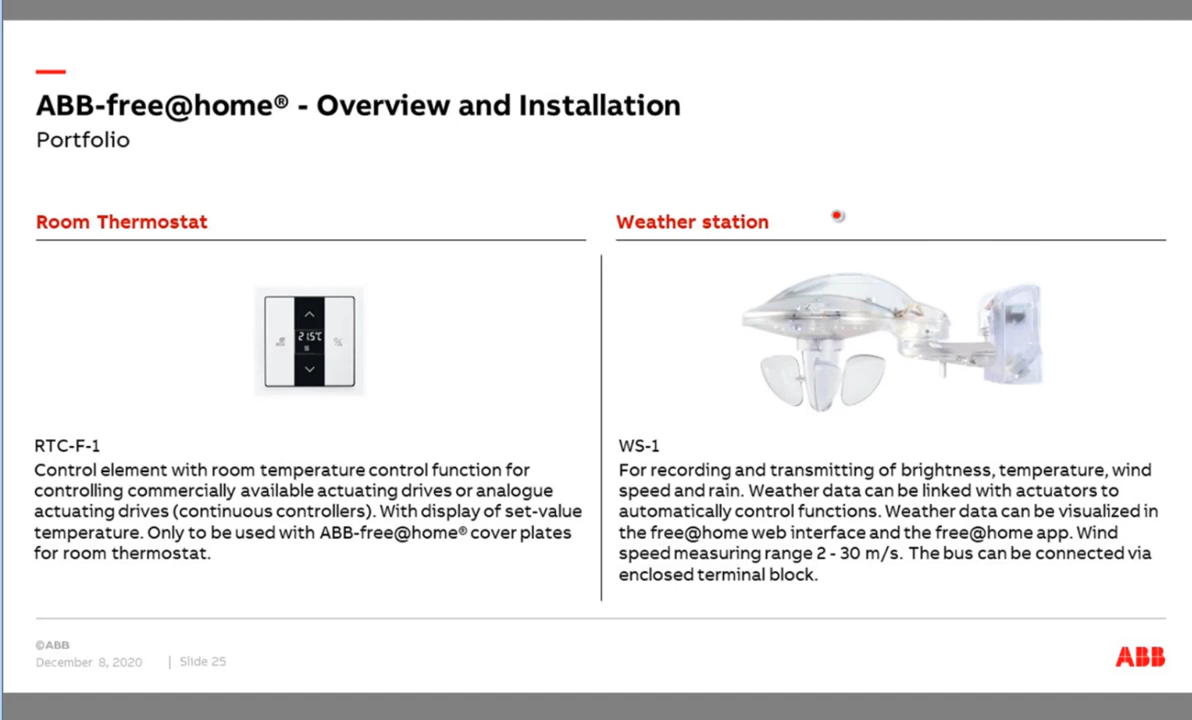 ABB-free@home® - Overview and Installation
Portfolio
Room Thermostat
Weather station
21.5°C
RTC-F-1
Control element with room temperature control function for
controlling commercially available actuating drives or analogue
actuating drives (continuous controllers). With display of set-value
temperature. Only to be used with ABB-free@home® cover plates
for room thermostat.
WS-1
For recording and transmitting of brightness, temperature, wind
speed and rain. Weather data can be linked with actuators to
automatically control functions. Weather data can be visualized in
the free@home web interface and the free@home app. Wind
speed measuring range 2 - 30 m/s. The bus can be connected via
enclosed terminal block.
©ABB
December 8, 2020 | Slide 25
ABB